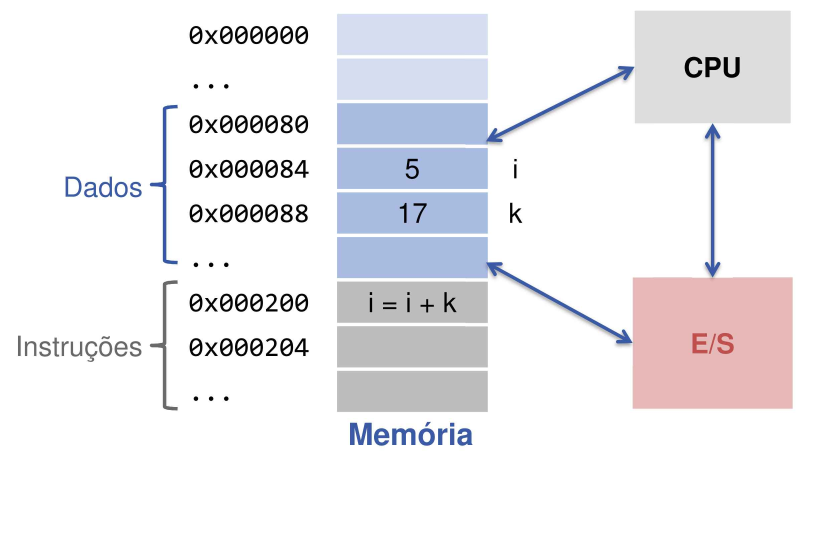 0x000000
...
0x000080
0x000084 5 i
Dados
0x000088 17 k
...
0x000200 i = i + k
Instruções
0x000204
...
Memória
CPU
E/S